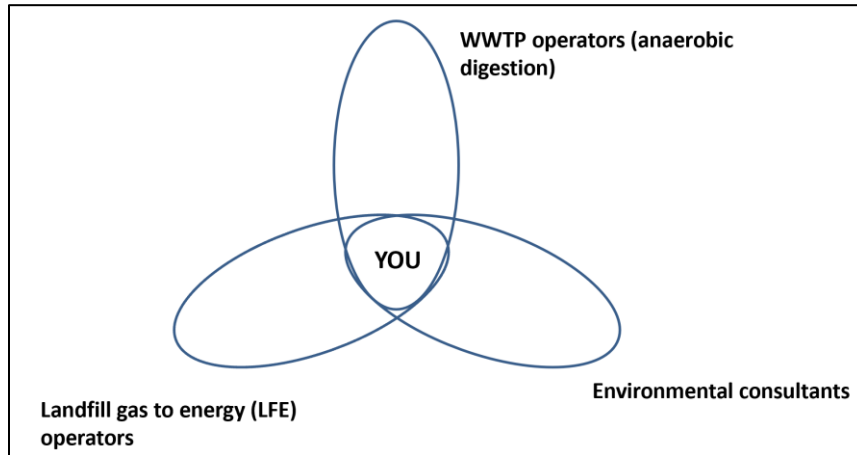 WWTP operators (anaerobic
digestion)
YOU
Environmental consultants
Landfill gas to energy (LFE)
operators